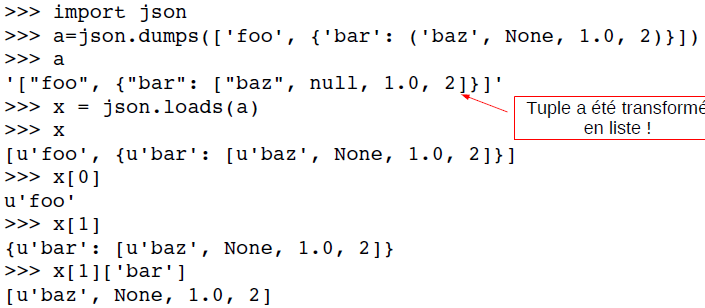 >>> import json
>>> a=json.dumps(['foo', {'bar': ('baz', None, 1.0, 2)}])
>>> a
'["foo", {"bar": ["baz", null, 1.0, 2]}]'
>>> x = json.loads(a)
>>> x
[u'foo', {u'bar': [u'baz', None, 1.0, 2]}]
>>> x[0]
u'foo'
>>> x[1]
{u'bar': [u'baz', None, 1.0, 2]}
>>> x[1]['bar']
[u'baz', None, 1.0, 2]
Tuple a été transformé
en liste !